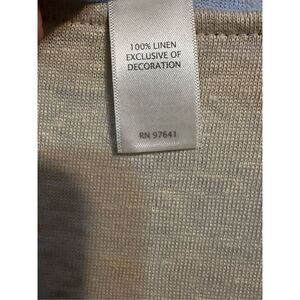 100% LINEN
EXCLUSIVE OF
DECORATION
RN 97641